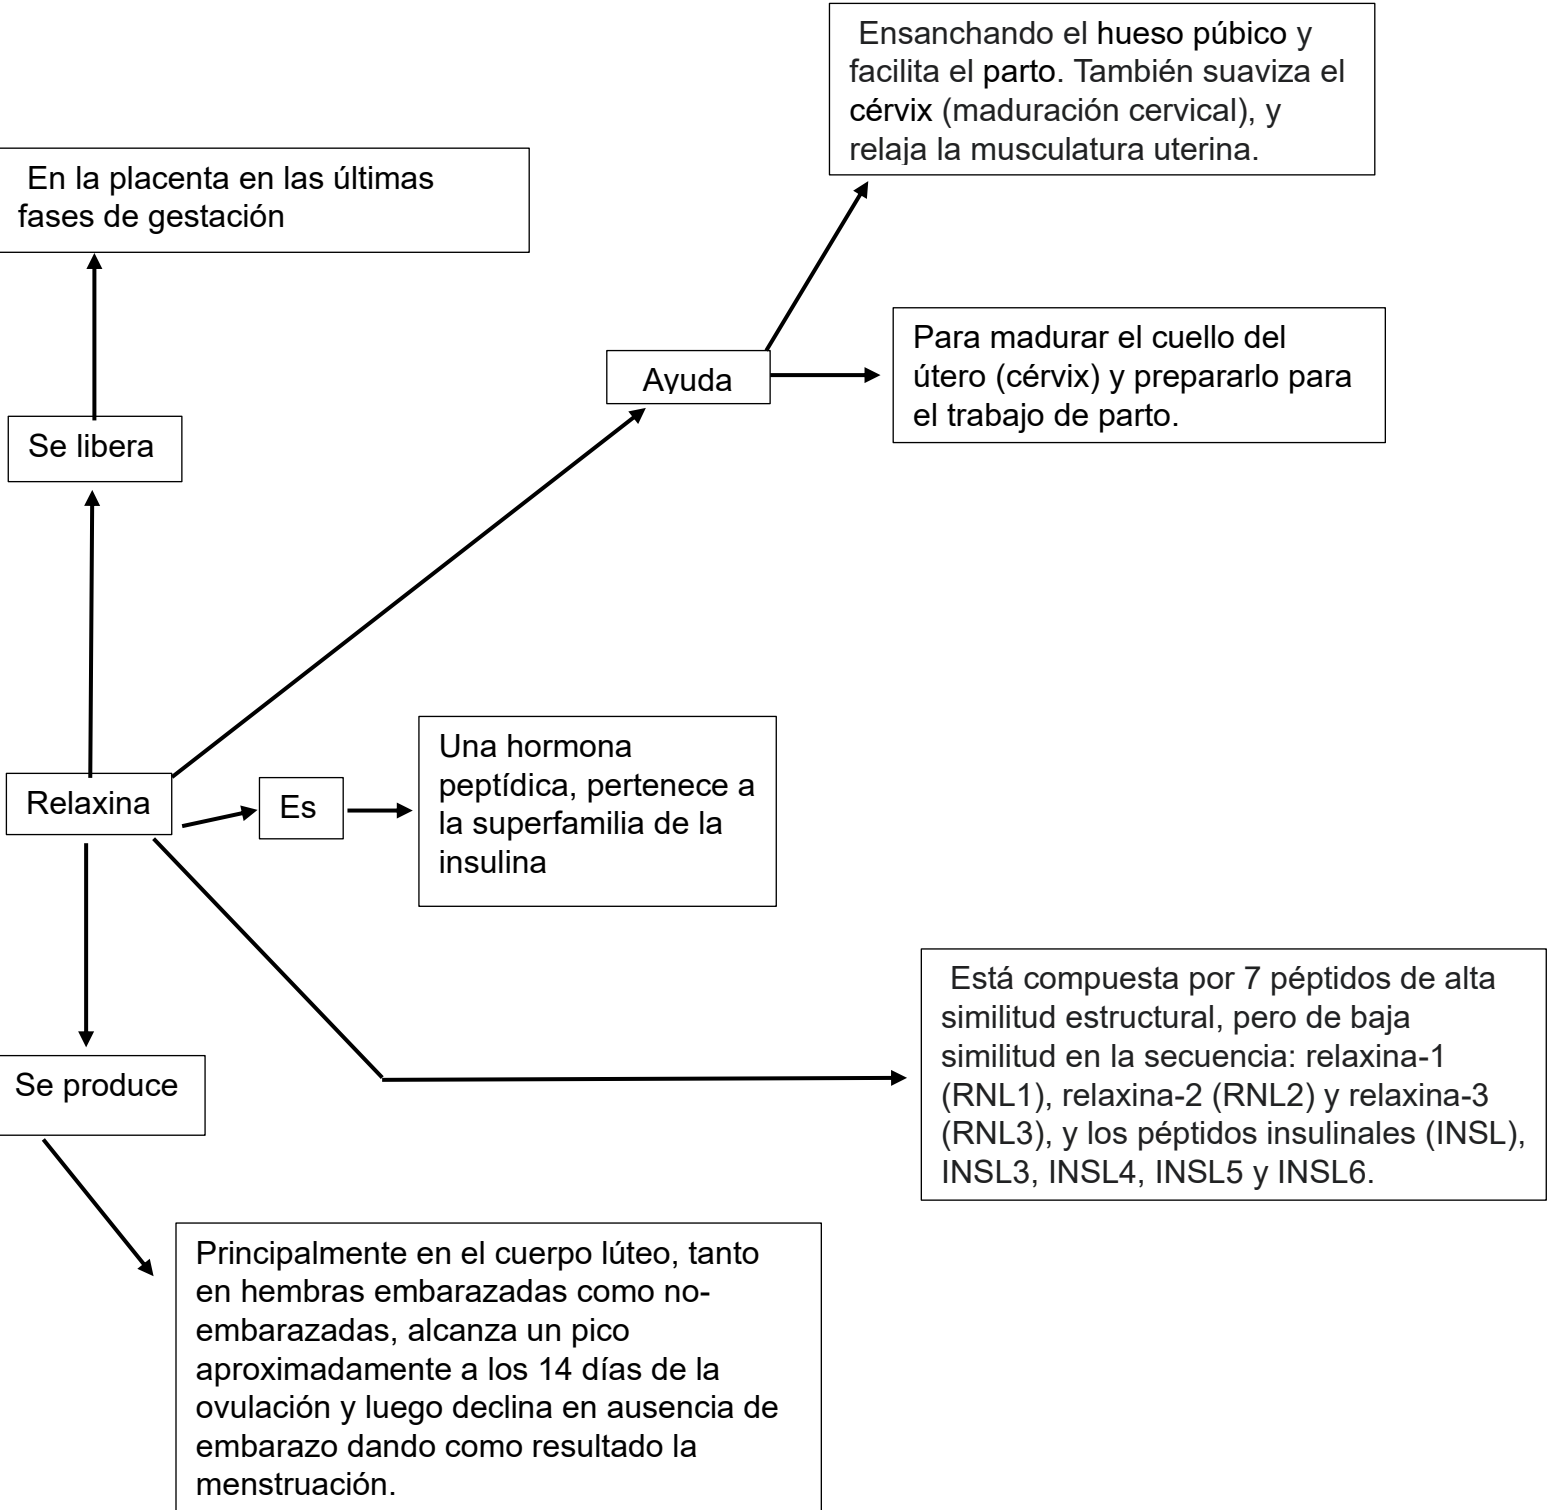 Ensanchando el hueso púbico y
facilita el parto. También suaviza el
cérvix (maduración cervical), y
relaja la musculatura uterina.
En la placenta en las últimas
fases de gestación
Para madurar el cuello del
útero (cérvix) y prepararlo para
el trabajo de parto.
Ayuda
Se libera
Una hormona
peptídica, pertenece a
la superfamilia de la
insulina
Relaxina
Es
Está compuesta por 7 péptidos de alta
similitud estructural, pero de baja
similitud en la secuencia: relaxina-1
(RNL1), relaxina-2 (RNL2) y relaxina-3
(RNL3), y los péptidos insulinales (INSL),
INSL3, INSL4, INSL5 y INSL6.
Se produce
Principalmente en el cuerpo lúteo, tanto
en hembras embarazadas como no-
embarazadas, alcanza un pico
aproximadamente a los 14 días de la
ovulación y luego declina en ausencia de
embarazo dando como resultado la
menstruación.